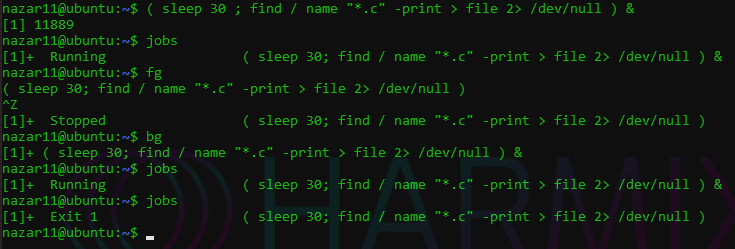 nazar11@ubuntu:~$ ( sleep 30 ; find / name "*.c" -print > file 2> /dev/null ) &
[1] 11889
nazar11@ubuntu:~$ jobs
[1]+  Running                 ( sleep 30; find / name "*.c" -print > file 2> /dev/null ) &
nazar11@ubuntu:~$ fg
( sleep 30; find / name "*.c" -print > file 2> /dev/null )
^Z
[1]+  Stopped                 ( sleep 30; find / name "*.c" -print > file 2> /dev/null )
nazar11@ubuntu:~$ bg
[1]+ ( sleep 30; find / name "*.c" -print > file 2> /dev/null ) &
nazar11@ubuntu:~$ jobs
[1]+  Running                 ( sleep 30; find / name "*.c" -print > file 2> /dev/null ) &
nazar11@ubuntu:~$ jobs
[1]+  Exit 1                  ( sleep 30; find / name "*.c" -print > file 2> /dev/null )
nazar11@ubuntu:~$
HARMIX